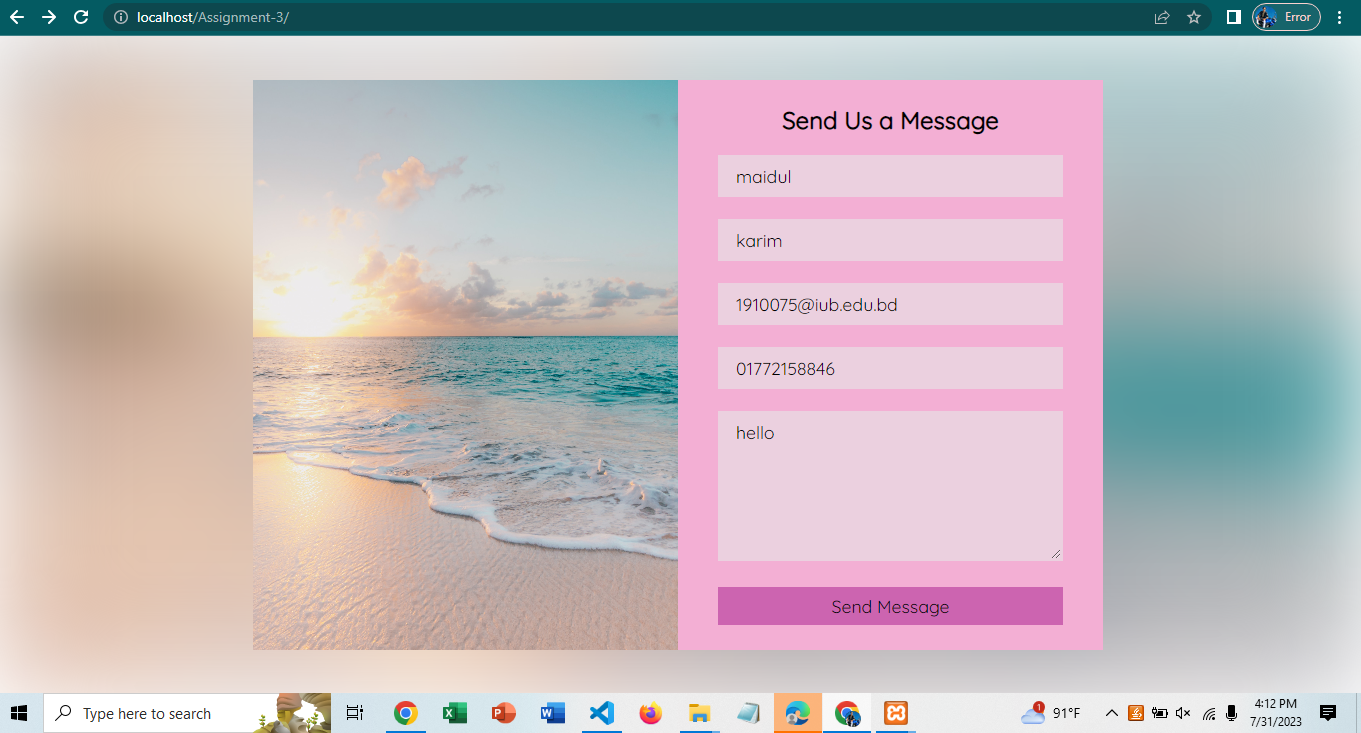 localhost/Assignment-3/
Error
Send Us a Message
maidul
karim
1910075@iub.edu.bd
01772158846
hello
Send Message
Type here to search
1
91°F
4:12 PM
7/31/2023